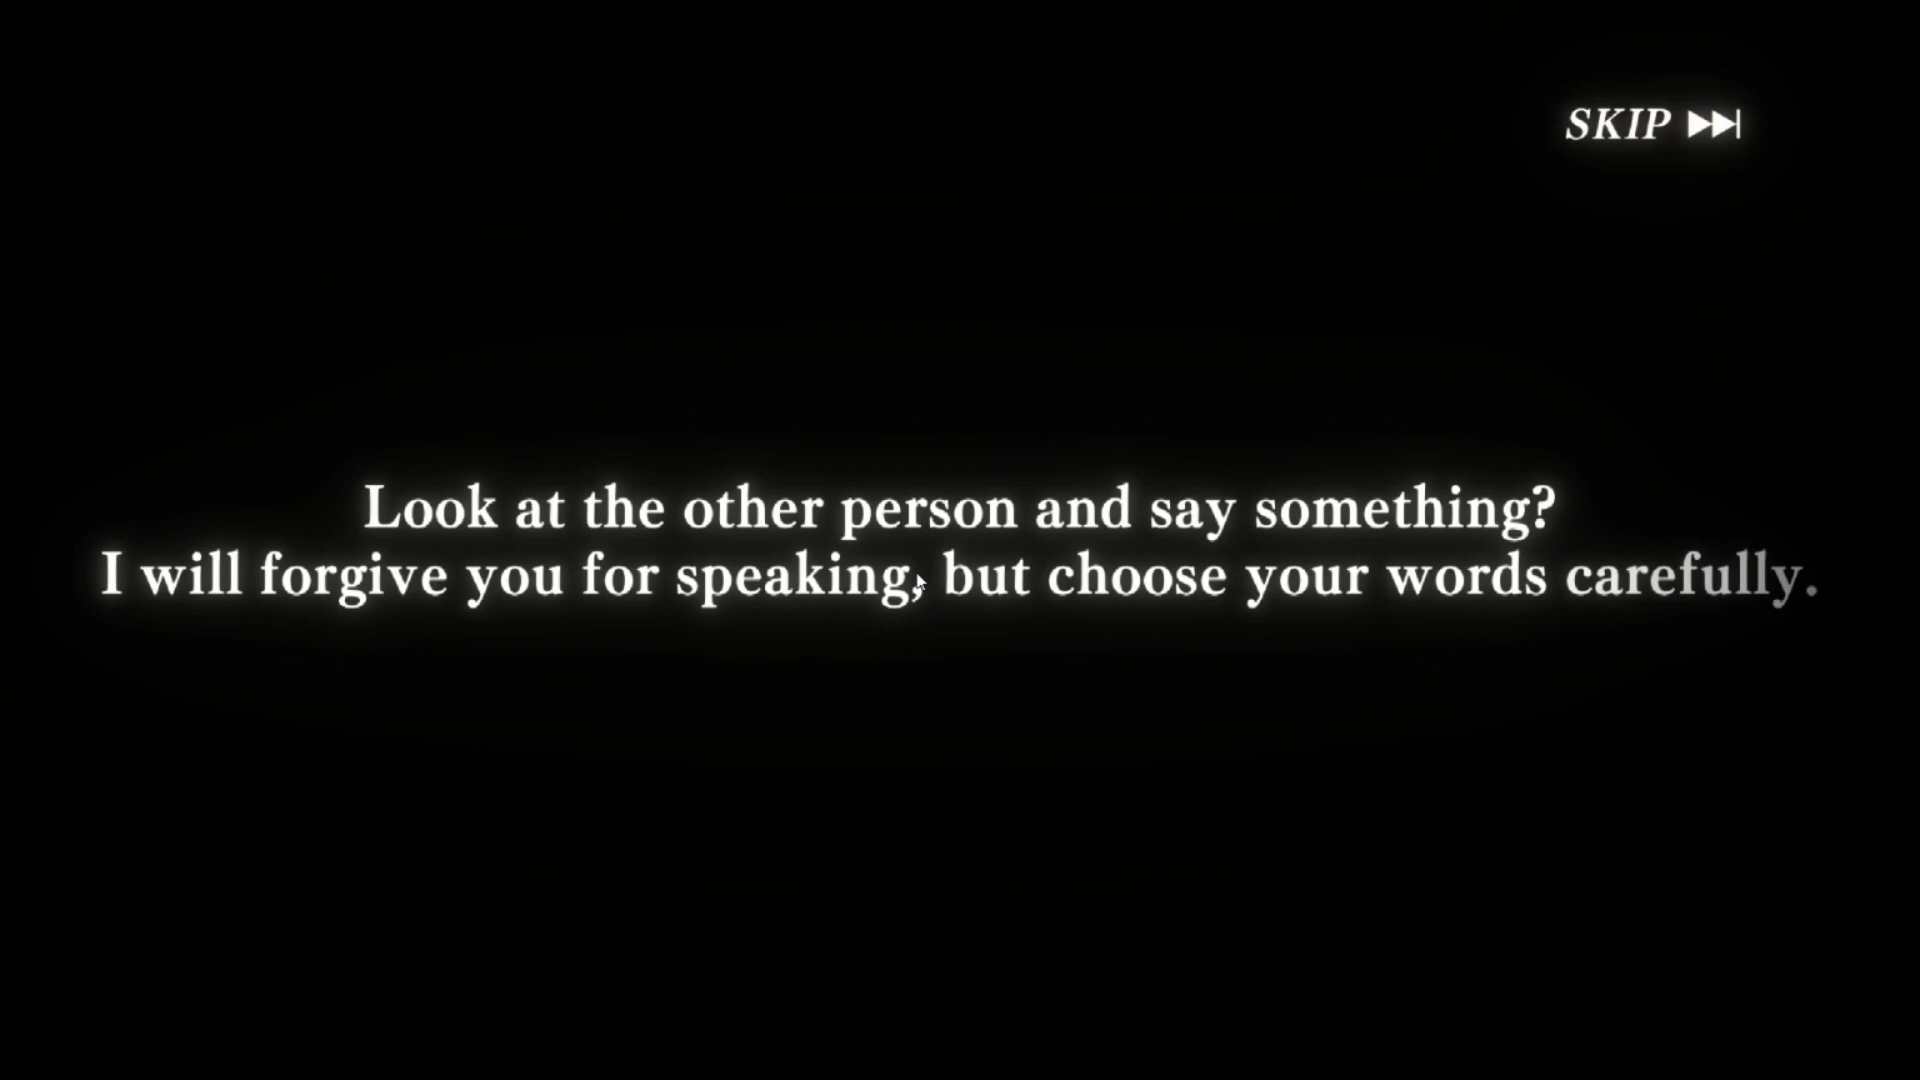 SKIP
Look at the other person and say something?
I will forgive you for speaking, but choose your words carefully.